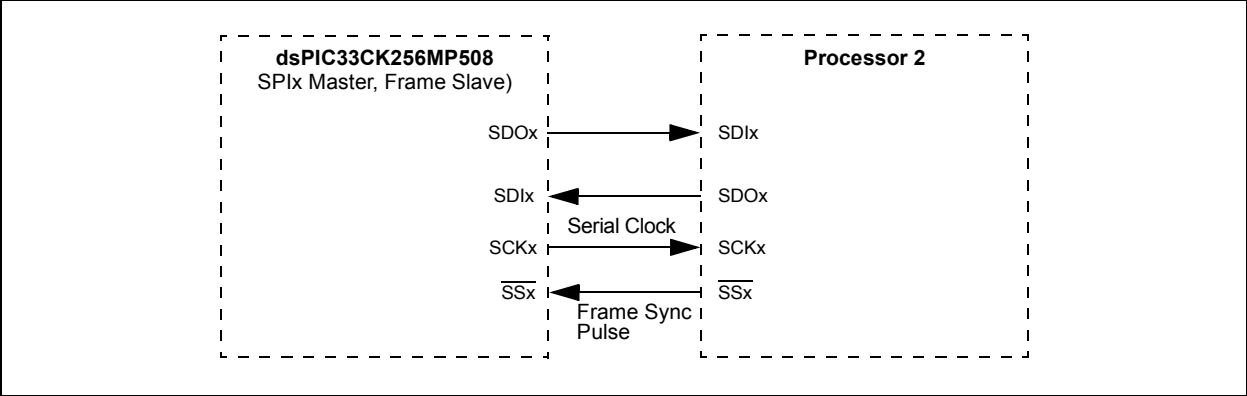 dsPIC33CK256MP508
SPIx Master, Frame Slave)
Processor 2
SDOx
SDIx
SDIx
SDOx
Serial Clock
SCKx
SCKx
SSx
SSx
Frame Sync
Pulse